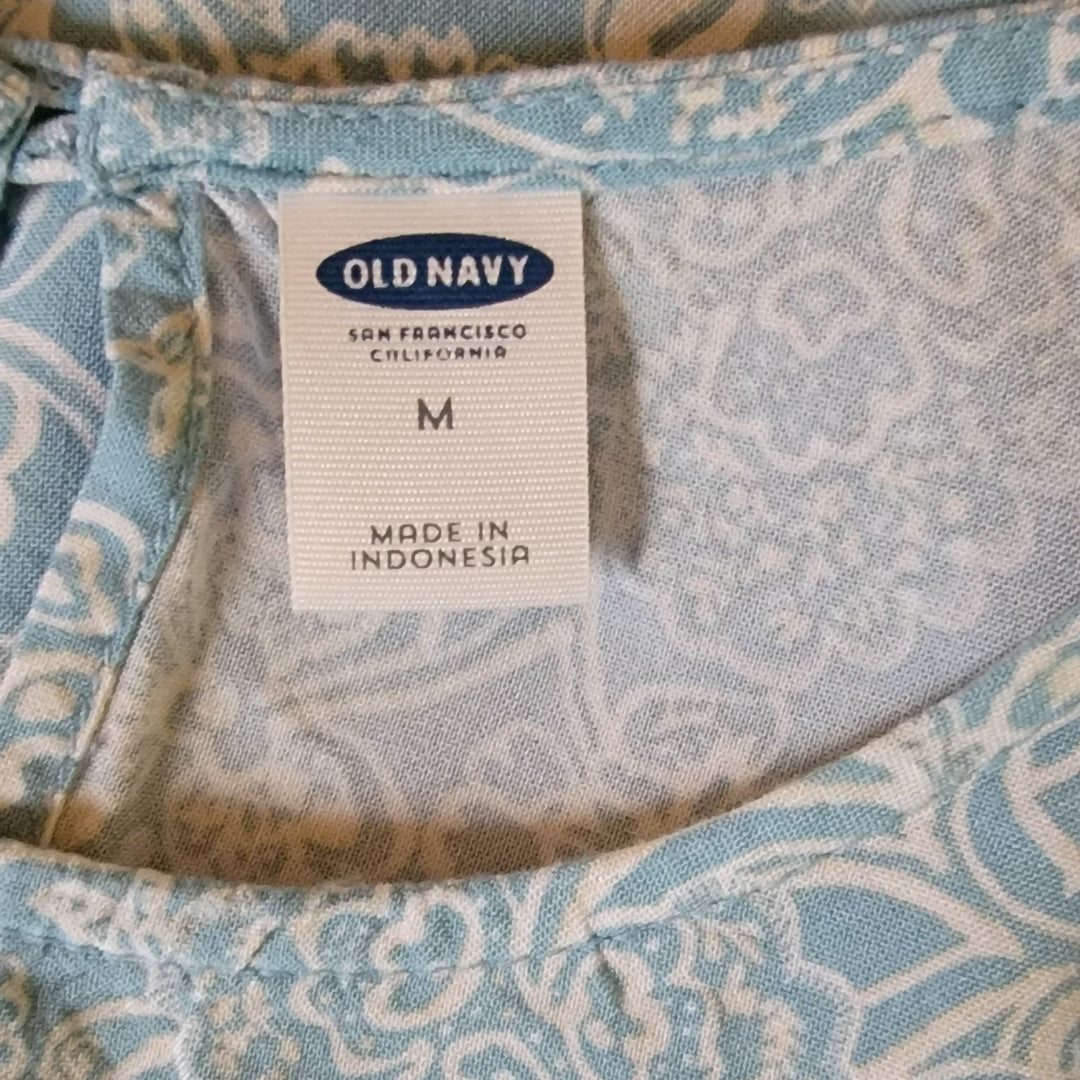 OLD NAVY
SAN FRANCISCO
CALIFORNIA
M
MADE IN
INDONESIA